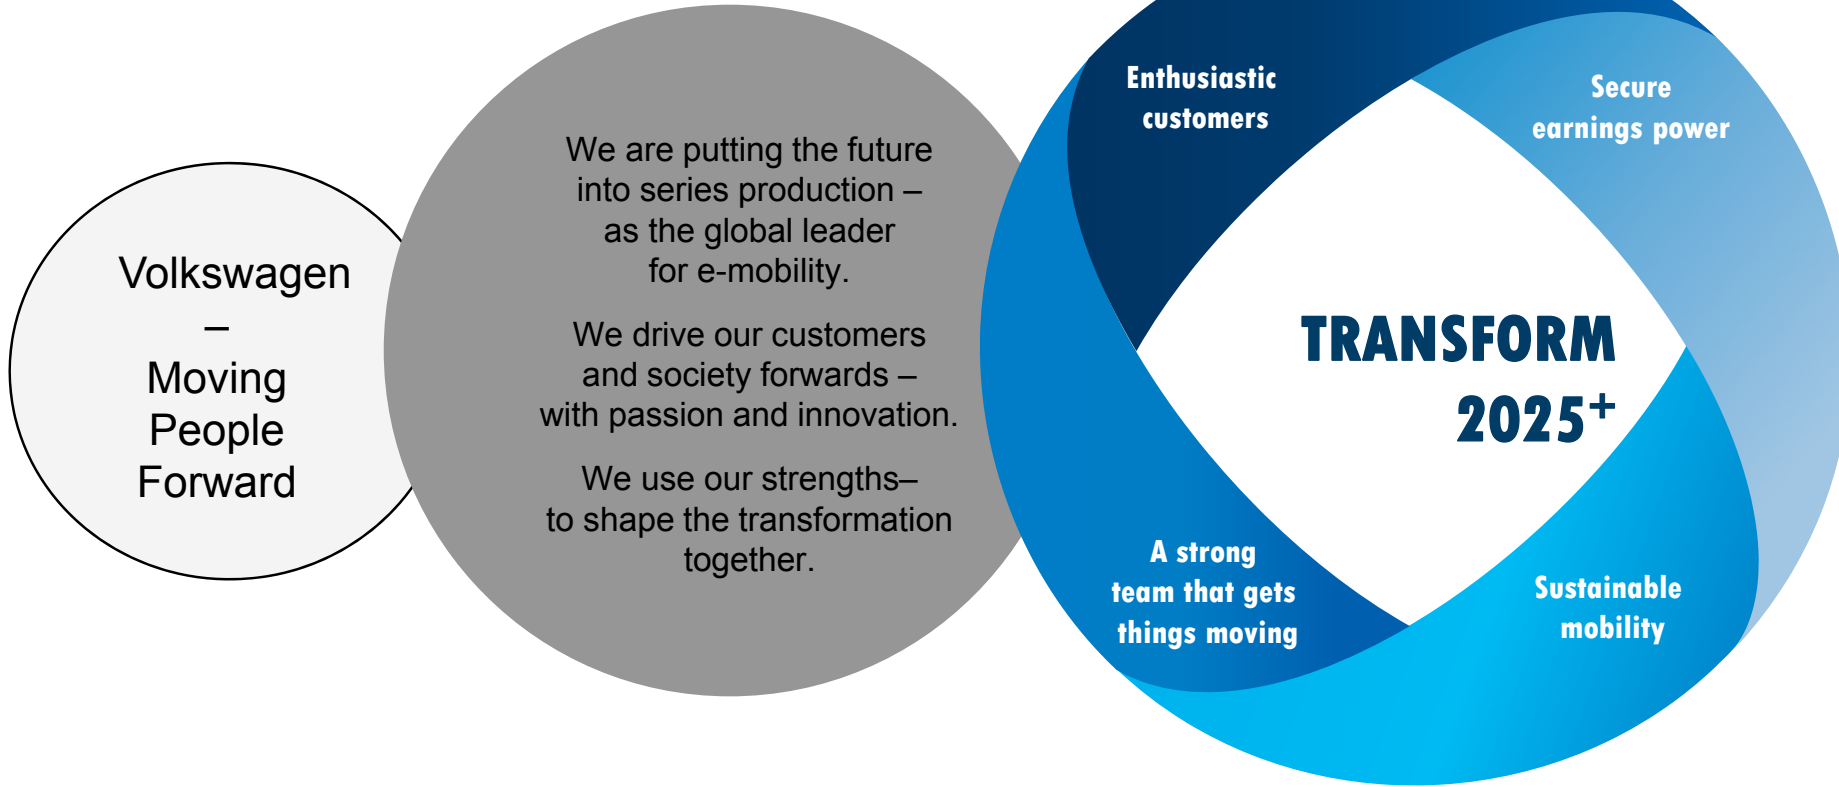 Volkswagen
–
Moving
People
Forward
We are putting the future
into series production –
as the global leader
for e-mobility.
We drive our customers
and society forwards –
with passion and innovation.
We use our strengths–
to shape the transformation
together.
Enthusiastic
customers
Secure
earnings power
TRANSFORM
2025+
A strong
team that gets
things moving
Sustainable
mobility